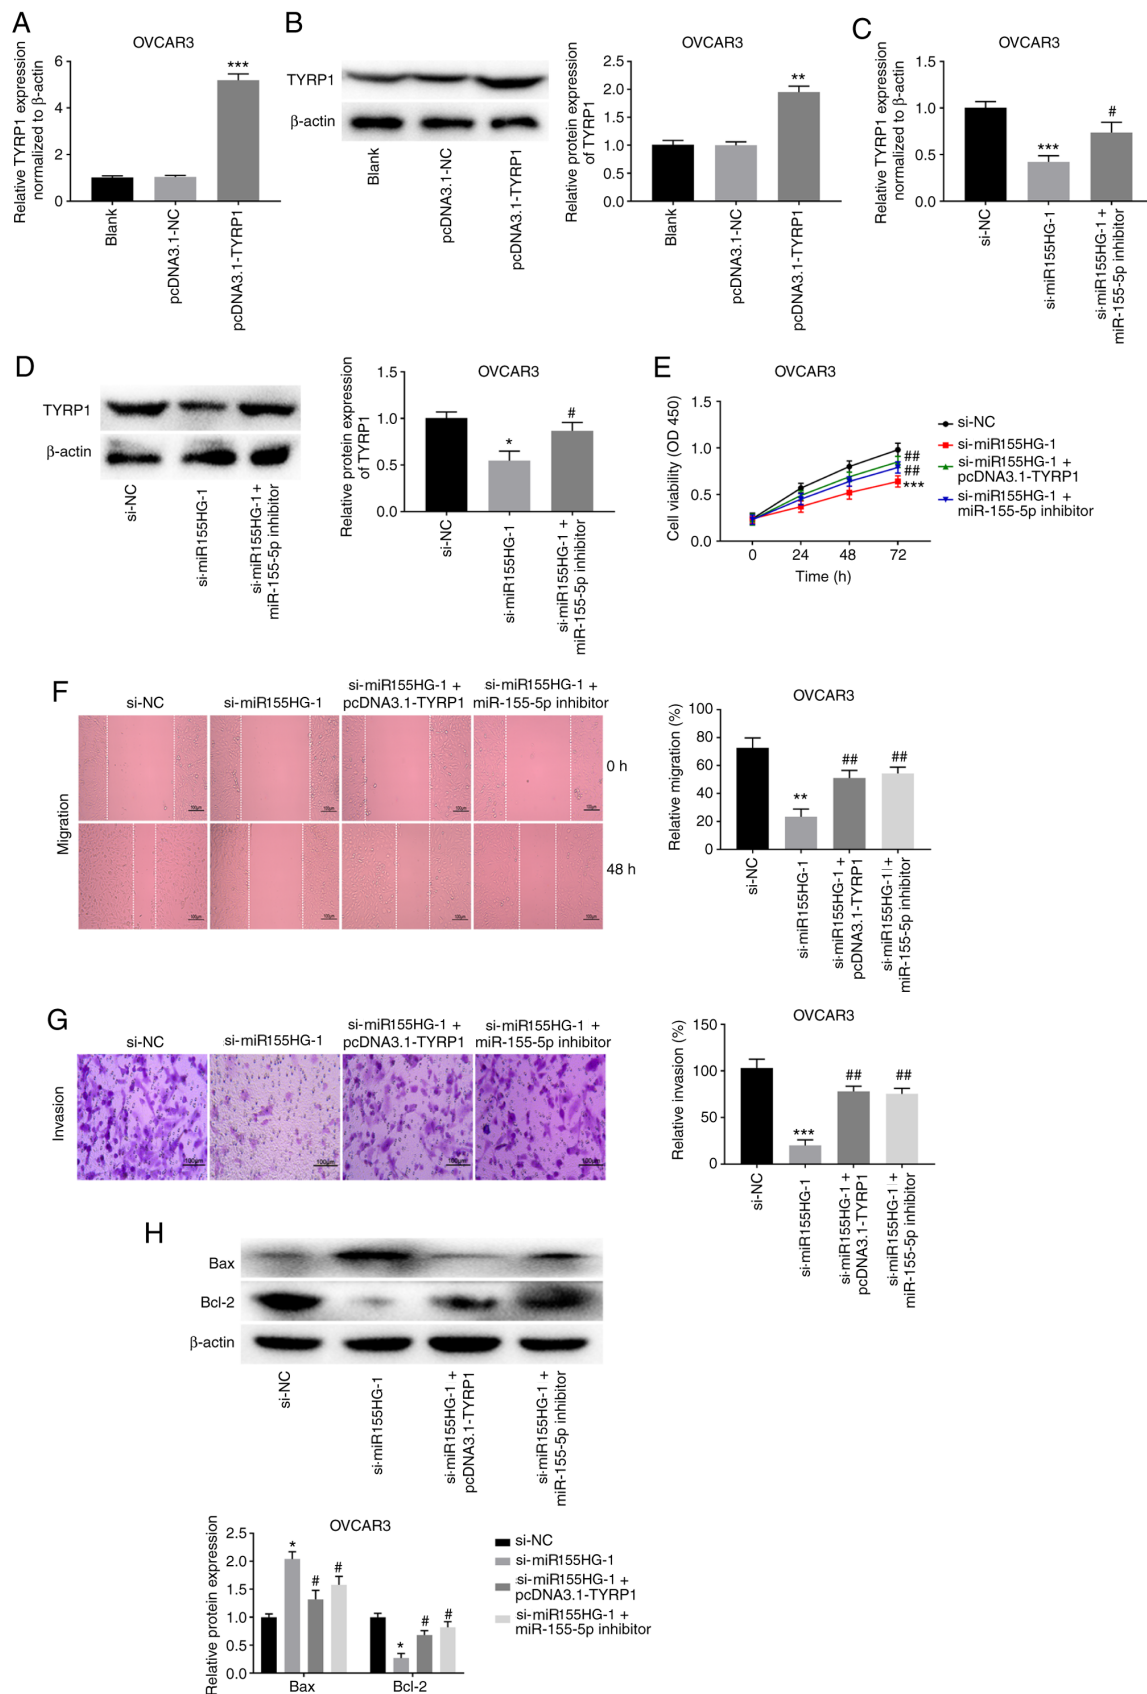 A
OVCAR3
Relative TYRP1 expression
normalized to β-actin
6
4
2
0
***
Blank
pcDNA3.1-NC
pcDNA3.1-TYRP1
B
TYRP1
β-actin
Blank
pcDNA3.1-NC
pcDNA3.1-TYRP1
OVCAR3
Relative protein expression
of TYRP1
2.5
2.0
1.5
1.0
0.5
0.0
**
Blank
pcDNA3.1-NC
pcDNA3.1-TYRP1
C
OVCAR3
Relative TYRP1 expression
normalized to β-actin
1.5
1.0
0.5
0.0
***
#
si-NC
si-miR155HG-1
si-miR155HG-1 +
miR-155-5p inhibitor
D
TYRP1
β-actin
si-NC
si-miR155HG-1
si-miR155HG-1 +
miR-155-5p inhibitor
OVCAR3
Relative protein expression
of TYRP1
1.5
1.0
0.5
0.0
*
#
si-NC
si-miR155HG-1
si-miR155HG-1 +
miR-155-5p inhibitor
E
OVCAR3
Cell viability (OD 450)
1.5
1.0
0.5
0.0
0 24 48 72
Time (h)
##
##
***
si-NC
si-miR155HG-1
si-miR155HG-1 +
pcDNA3.1-TYRP1
si-miR155HG-1 +
miR-155-5p inhibitor
F
Migration
si-NC
si-miR155HG-1
si-miR155HG-1 +
pcDNA3.1-TYRP1
si-miR155HG-1 +
miR-155-5p inhibitor
0 h
100μm
100μm
100μm
100μm
48 h
100μm
100μm
100μm
100μm
OVCAR3
Relative migration (%)
100
80
60
40
20
0
**
##
##
si-NC
si-miR155HG-1
si-miR155HG-1 +
pcDNA3.1-TYRP1
si-miR155HG-1 +
miR-155-5p inhibitor
G
Invasion
si-NC
si-miR155HG-1
si-miR155HG-1 +
pcDNA3.1-TYRP1
si-miR155HG-1 +
miR-155-5p inhibitor
100μm
100μm
100μm
100μm
OVCAR3
Relative invasion (%)
150
100
50
0
***
##
##
si-NC
si-miR155HG-1
si-miR155HG-1 +
pcDNA3.1-TYRP1
si-miR155HG-1 +
miR-155-5p inhibitor
H
Bax
Bcl-2
β-actin
si-NC
si-miR155HG-1
si-miR155HG-1 +
pcDNA3.1-TYRP1
si-miR155HG-1 +
miR-155-5p inhibitor
OVCAR3
Relative protein expression
2.5
2.0
1.5
1.0
0.5
0.0
*
#
#
*
#
#
Bax
Bcl-2
si-NC
si-miR155HG-1
si-miR155HG-1 +
pcDNA3.1-TYRP1
si-miR155HG-1 +
miR-155-5p inhibitor